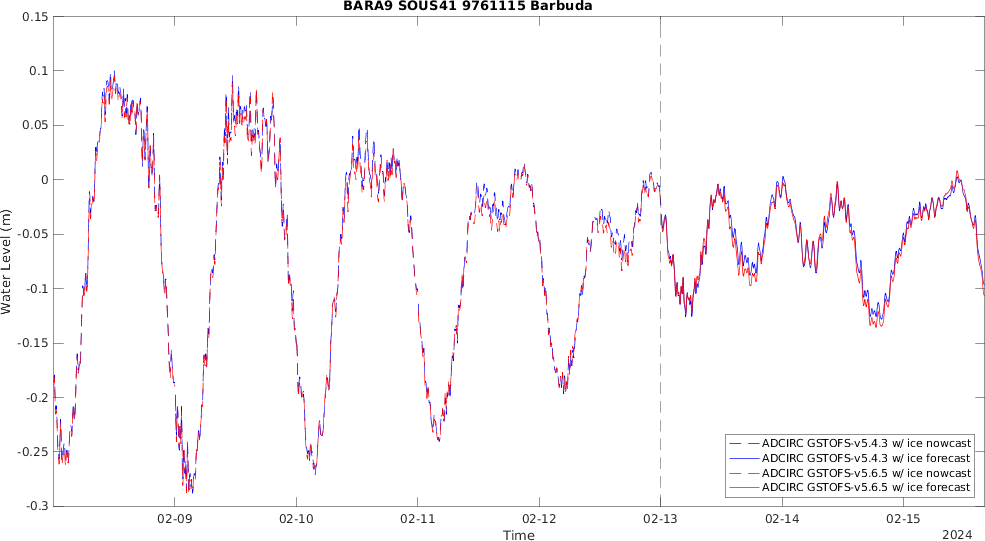 BARA9 SOUS41 9761115 Barbuda
0.15
0.1
0.05
0
-0.05
-0.1
-0.15
-0.2
-0.25
-0.3
Water Level (m)
ADCIRC GSTOFS-v5.4.3 w/ ice nowcast
ADCIRC GSTOFS-v5.4.3 w/ ice forecast
ADCIRC GSTOFS-v5.6.5 w/ ice nowcast
ADCIRC GSTOFS-v5.6.5 w/ ice forecast
02-09 02-10 02-11 02-12 02-13 02-14 02-15
Time
2024